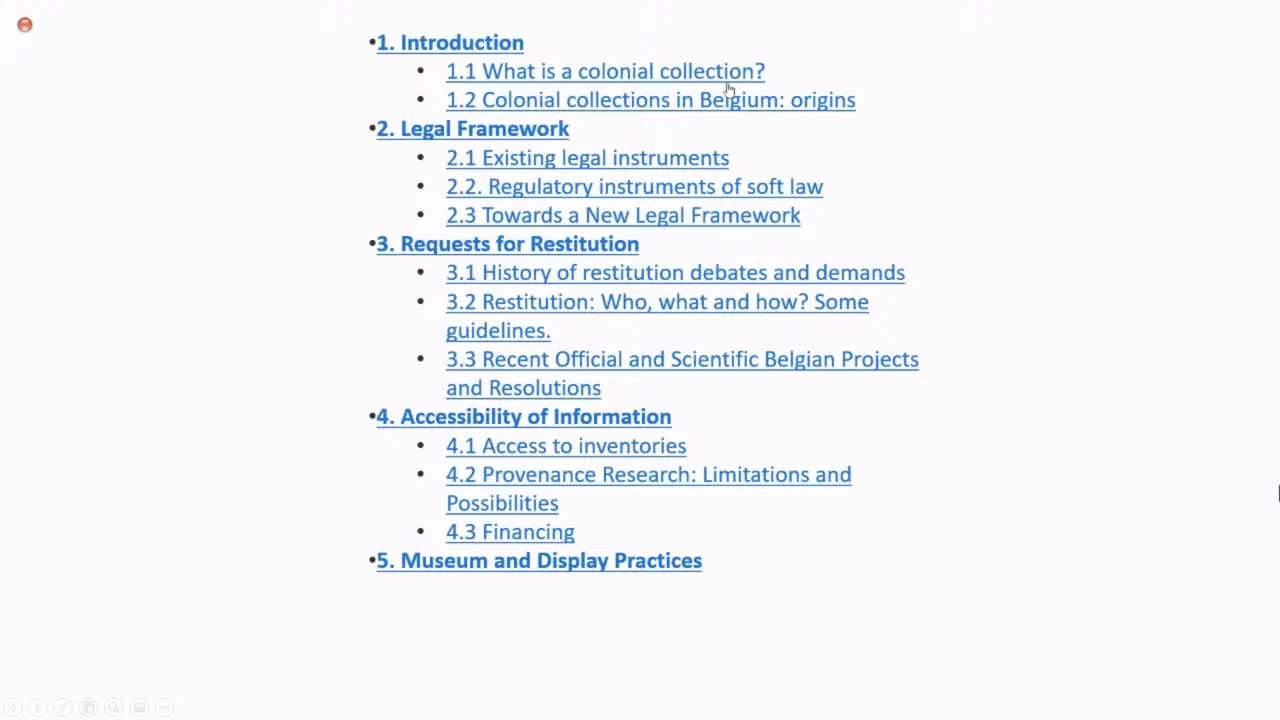 •1. Introduction
• 1.1 What is a colonial collection?
• 1.2 Colonial collections in Belgium: origins
•2. Legal Framework
• 2.1 Existing legal instruments
• 2.2. Regulatory instruments of soft law
• 2.3 Towards a New Legal Framework
•3. Requests for Restitution
• 3.1 History of restitution debates and demands
• 3.2 Restitution: Who, what and how? Some
guidelines.
• 3.3 Recent Official and Scientific Belgian Projects
and Resolutions
•4. Accessibility of Information
• 4.1 Access to inventories
• 4.2 Provenance Research: Limitations and
Possibilities
• 4.3 Financing
•5. Museum and Display Practices